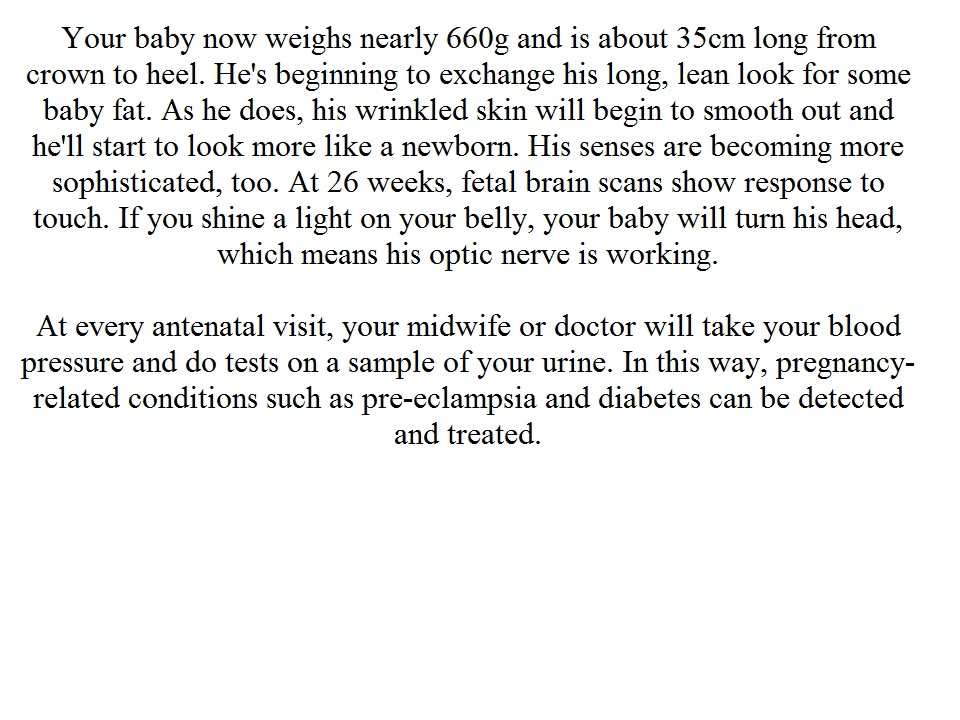 Your baby now weighs nearly 660g and is about 35cm long from
crown to heel. He's beginning to exchange his long, lean look for some
baby fat. As he does, his wrinkled skin will begin to smooth out and
he'll start to look more like a newborn. His senses are becoming more
sophisticated, too. At 26 weeks, fetal brain scans show response to
touch. If you shine a light on your belly, your baby will turn his head,
which means his optic nerve is working.
At every antenatal visit, your midwife or doctor will take your blood
pressure and do tests on a sample of your urine. In this way, pregnancy-
related conditions such as pre-eclampsia and diabetes can be detected
and treated.